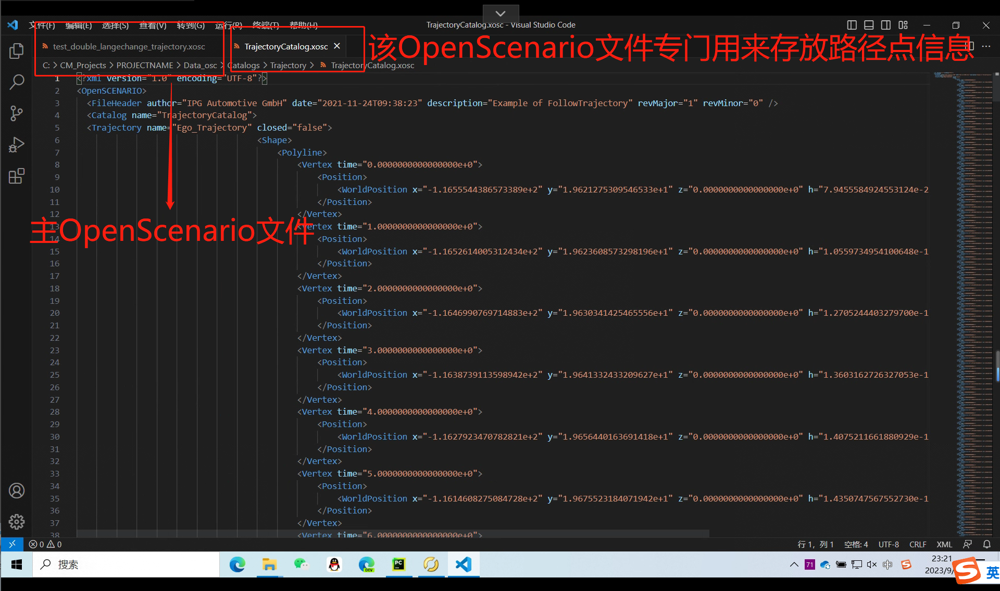 文件(F) 编辑(E) 选择(S) 查看(V) 转到(G) 运行(R) 终端(T) 帮助(H) TrajectoryCatalog.xosc - Visual Studio Code
test_double_langechange_trajectory.xosc TrajectoryCatalog.xosc 该OpenScenario文件专门用来存放路径点信息
C: > CM_Projects > PROJECTNAME > Data_osc > Catalogs > Trajectory > TrajectoryCatalog.xosc
1 <?xml version="1.0" encoding="UTF-8"?>
2 <OpenSCENARIO>
3 <FileHeader author="IPG Automotive GmbH" date="2021-11-24T09:38:23" description="Example of FollowTrajectory" revMajor="1" revMinor="0" />
4 <Catalog name="TrajectoryCatalog">
5 <Trajectory name="Ego_Trajectory" closed="false">
6 <Shape>
7 <Polyline>
8 <Vertex time="0.0000000000000000e+0">
9 <Position>
10 <WorldPosition x="-1.1655544386573389e+2" y="1.9621275309546533e+1" z="0.0000000000000000e+0" h="7.9455584924553124e-2
11 </Position>
12 </Vertex>
13 <Vertex time="1.0000000000000000e+0">
主OpenScenario文件
14 <Position>
15 <WorldPosition x="-1.1652614005312434e+2" y="1.9623608573298196e+1" z="0.0000000000000000e+0" h="1.0559734954100648e-1
16 </Position>
17 </Vertex>
18 <Vertex time="2.0000000000000000e+0">
19 <Position>
20 <WorldPosition x="-1.1646990769714883e+2" y="1.9630341425465556e+1" z="0.0000000000000000e+0" h="1.2705244403279700e-1
21 </Position>
22 </Vertex>
23 <Vertex time="3.0000000000000000e+0">
24 <Position>
25 <WorldPosition x="-1.1638739113598942e+2" y="1.9641332433209627e+1" z="0.0000000000000000e+0" h="1.3603162726327053e-1
26 </Position>
27 </Vertex>
28 <Vertex time="4.0000000000000000e+0">
29 <Position>
30 <WorldPosition x="-1.1627923470782821e+2" y="1.9656440163691418e+1" z="0.0000000000000000e+0" h="1.4075211661880929e-1
31 </Position>
32 </Vertex>
33 <Vertex time="5.0000000000000000e+0">
34 <Position>
35 <WorldPosition x="-1.1614608275084728e+2" y="1.9675523184071942e+1" z="0.0000000000000000e+0" h="1.4350747567552730e-1
36 </Position>
37 </Vertex>
38 <Vertex time="6.0000000000000000e+0">
0 0 行 1，列 1 空格: 4 UTF-8 CRLF XML
搜索 DEV PC 71 中 23:21
2023/9/
英